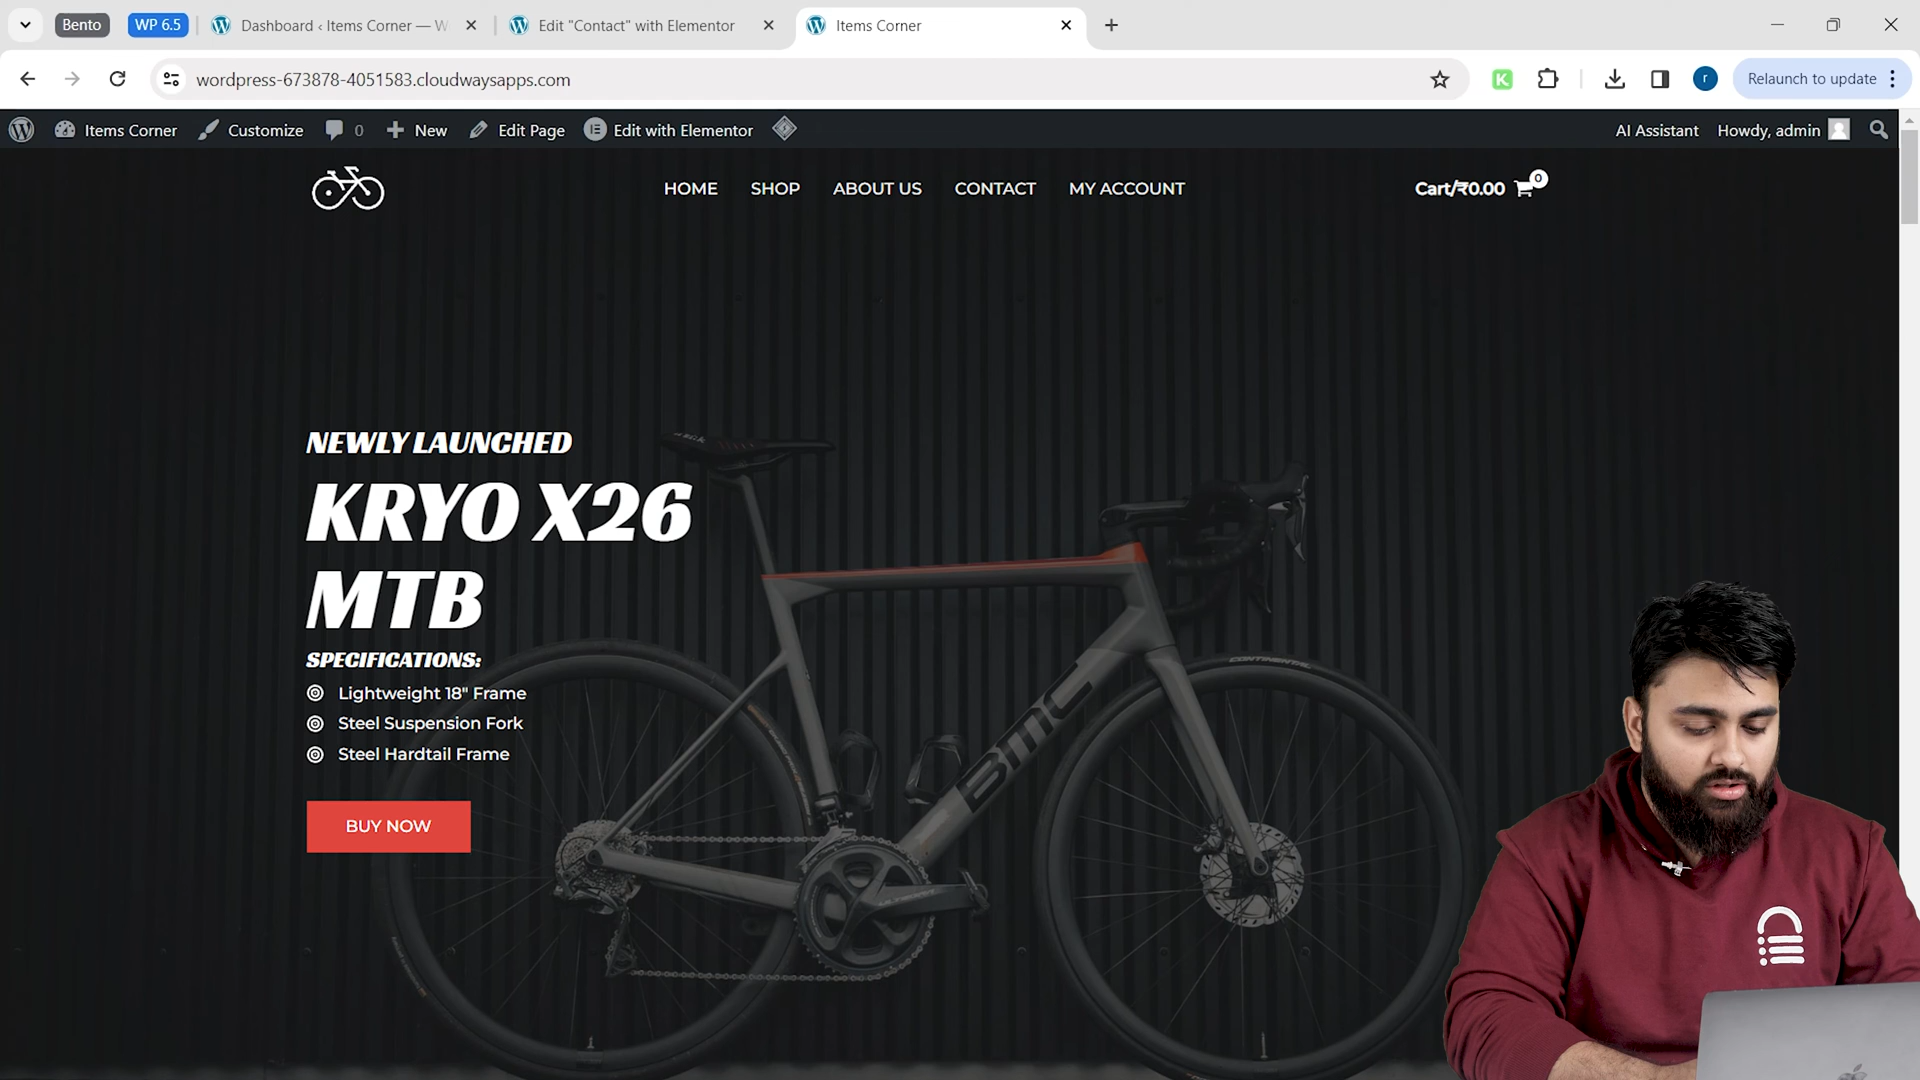 Bento
WP 6.5
Dashboard ‹ Items Corner — W
Edit "Contact" with Elementor
Items Corner
wordpress-673878-4051583.cloudwaysapps.com
K
r
Relaunch to update
Items Corner
Customize
0
New
Edit Page
Edit with Elementor
AI Assistant
Howdy, admin
HOME
SHOP
ABOUT US
CONTACT
MY ACCOUNT
Cart/₹0.00
0
NEWLY LAUNCHED
KRYO X26
MTB
SPECIFICATIONS:
Lightweight 18" Frame
Steel Suspension Fork
Steel Hardtail Frame
BUY NOW
BMC
CONTINENTAL